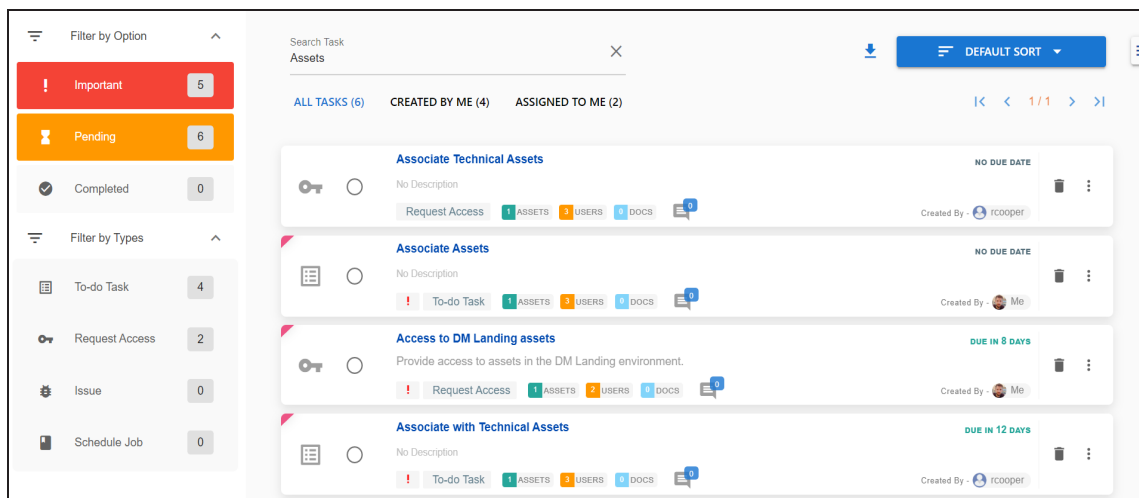 Filter by Option
Important 5
Pending 6
Completed 0
Filter by Types
To-do Task 4
Request Access 2
Issue 0
Schedule Job 0
Search Task
Assets
DEFAULT SORT
ALL TASKS (6) CREATED BY ME (4) ASSIGNED TO ME (2) 1 / 1
Associate Technical Assets NO DUE DATE
No Description
Request Access 1 ASSETS 3 USERS 0 DOCS 0 Created By - rcooper
Associate Assets NO DUE DATE
No Description
! To-do Task 1 ASSETS 3 USERS 0 DOCS 0 Created By - Me
Access to DM Landing assets DUE IN 8 DAYS
Provide access to assets in the DM Landing environment.
! Request Access 1 ASSETS 2 USERS 0 DOCS 0 Created By - Me
Associate with Technical Assets DUE IN 12 DAYS
No Description
! To-do Task 1 ASSETS 3 USERS 0 DOCS 0 Created By - rcooper